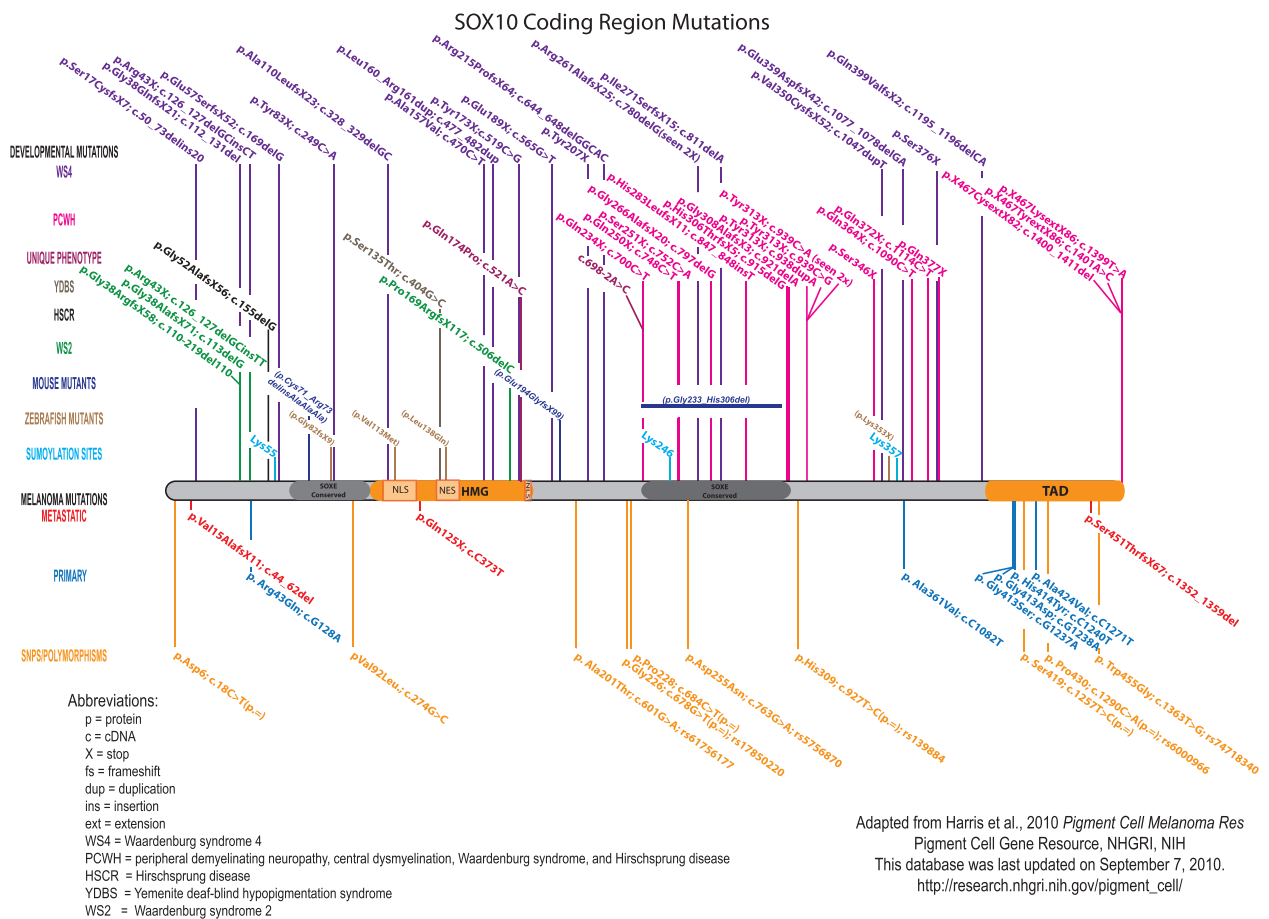 SOX10 Coding Region Mutations
p.Ser17CysfsX7; c.50_73delins20
p.Gly38GlnfsX21; c.112_131del
p.Arg43X; c.126_127delGCinsCT
p.Glu57SerfsX52; c.169delG
p.Tyr83X, c.249C>A
p.Ala110LeufsX23; c.328_329delGC
p.Ala157Val; c.470C>T
p.Leu160_Arg161dup; c.477_482dup
p.Tyr173X;c.519C>G
p.Glu189X; c.565G>T
p.Tyr207X
p.Arg215ProfsX64; c.644_648delGGCAC
p.Arg261AlafsX25; c.780delG(seen 2X)
p.Ile271SerfsX15; c.811delA
p.Val350CysfsX52; c.1047dupT
p.Glu359AspfsX42; c.1077_1078delGA
p.Ser376X
p.Gln399ValfsX2; c.1195_1196delCA
DEVELOPMENTAL MUTATIONS
WS4
PCWH
p.Gln234X; c.700C>T
p.Gln250X; c.748C>T
p.Ser251X; c.752C>A
p.Gly266AlafsX20; c.797delG
p.His283LeufsX11; c.847_848insT
p.His306ThrfsX5; c.915delG
p.Gly308AlafsX3; c.921delA
p.Tyr313X; c.938dupA
p.Tyr313X; c.939C>G
p.Tyr313X: c.939C>A (seen 2x)
p.Ser346X
p.Gln364X; c.1090C>T
p.Gln372X; c.1114C>T
p.Gln377X
p.X467CysextX82; c.1400_1411del
p.X467TyrextX86; c.1401A>C
p.X467LysextX86; c.1399T>A
UNIQUE PHENOTYPE
p.Gln174Pro; c.521A>C
c.698-2A>C
YDBS
p.Ser135Thr; c.404G>C
HSCR
p.Gly52AlafsX56; c.155delG
WS2
p.Gly38ArgfsX58; c.110-219del110
p.Gly38AlafsX71; c.113delG
p.Arg43X; c.126_127delGCinsTT
p.Pro169ArgfsX117; c.506delC
MOUSE MUTANTS
(p.Cys71_Arg73
delinsAlaAlaAla)
(p.Glu194GlyfsX99)
(p.Gly233_His306del)
ZEBRAFISH MUTANTS
(p.Gly82fsX9)
(p.Val113Met)
(p.Leu138Gln)
(p.Lys353X)
SUMOYLATION SITES
Lys55
Lys246
Lys357
SOXE
Conserved
NLS
NES
HMG
NLS
SOXE
Conserved
TAD
MELANOMA MUTATIONS
METASTATIC
p.Val15AlafsX11; c.44_62del
p.Gln125X; c.C373T
p.Ser451ThrfsX67; c.1352_1359del
PRIMARY
p. Arg43Gln; c.G128A
p. Ala361Val; c.C1082T
p. Gly413Ser; c.G1237A
p. Gly413Asp; c.G1238A
p. His414Tyr; c.C1240T
p. Ala424Val; c.C1271T
SNPS/POLYMORPHISMS
p.Asp6; c.18C>T(p.=)
pVal92Leu,; c.274G>C
p. Ala201Thr; c.601G>A; rs61756177
p.Gly226; c.678G>T(p.=); rs17850220
p.Pro228; c.684C>T(p.=)
p.Asp255Asn; c.763G>A; rs5756870
p.His309; c.927T>C(p.=); rs139884
p. Ser419; c.1257T>C(p.=)
p. Pro430; c.1290C>A(p.=); rs6000966
p. Trp455Gly; c.1363T>G; rs74718340
Abbreviations:
p = protein
c = cDNA
X = stop
fs = frameshift
dup = duplication
ins = insertion
ext = extension
WS4 = Waardenburg syndrome 4
PCWH = peripheral demyelinating neuropathy, central dysmyelination, Waardenburg syndrome, and Hirschsprung disease
HSCR = Hirschsprung disease
YDBS = Yemenite deaf-blind hypopigmentation syndrome
WS2 = Waardenburg syndrome 2
Adapted from Harris et al., 2010 Pigment Cell Melanoma Res
Pigment Cell Gene Resource, NHGRI, NIH
This database was last updated on September 7, 2010.
http://research.nhgri.nih.gov/pigment_cell/